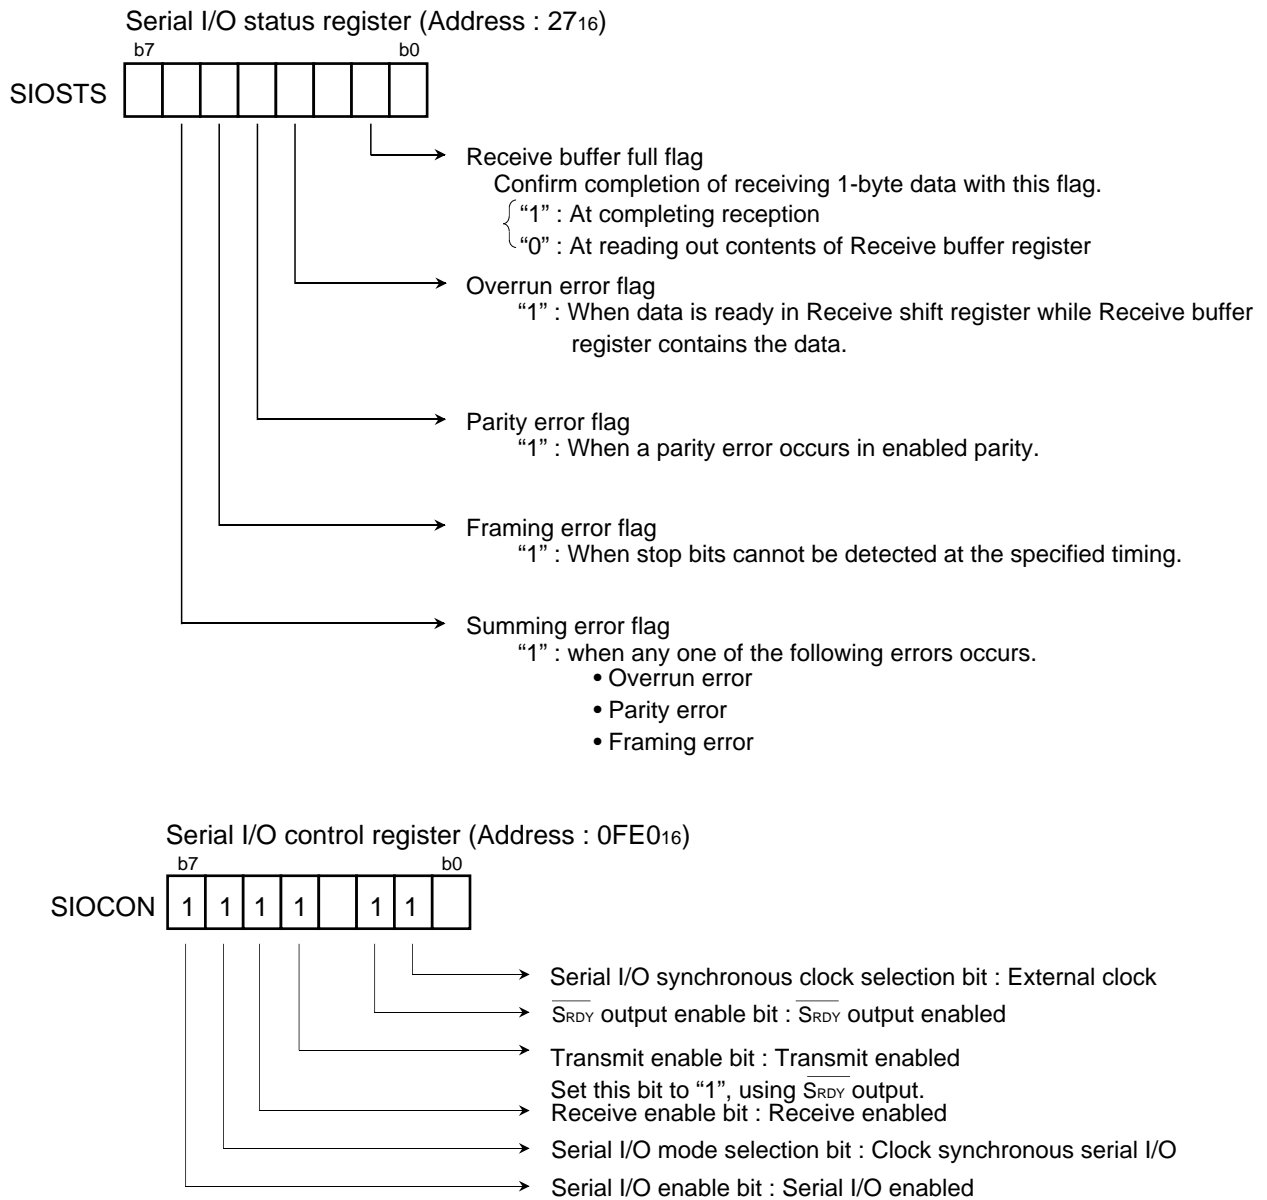 Serial I/O status register (Address : 2716)
b7 b0
SIOSTS
Receive buffer full flag
Confirm completion of receiving 1-byte data with this flag.
“1” : At completing reception
“0” : At reading out contents of Receive buffer register
Overrun error flag
“1” : When data is ready in Receive shift register while Receive buffer
register contains the data.
Parity error flag
“1” : When a parity error occurs in enabled parity.
Framing error flag
“1” : When stop bits cannot be detected at the specified timing.
Summing error flag
“1” : when any one of the following errors occurs.
• Overrun error
• Parity error
• Framing error
Serial I/O control register (Address : 0FE016)
b7 b0
SIOCON 1 1 1 1 1 1
Serial I/O synchronous clock selection bit : External clock
SRDY output enable bit : SRDY output enabled
Transmit enable bit : Transmit enabled
Set this bit to “1”, using SRDY output.
Receive enable bit : Receive enabled
Serial I/O mode selection bit : Clock synchronous serial I/O
Serial I/O enable bit : Serial I/O enabled